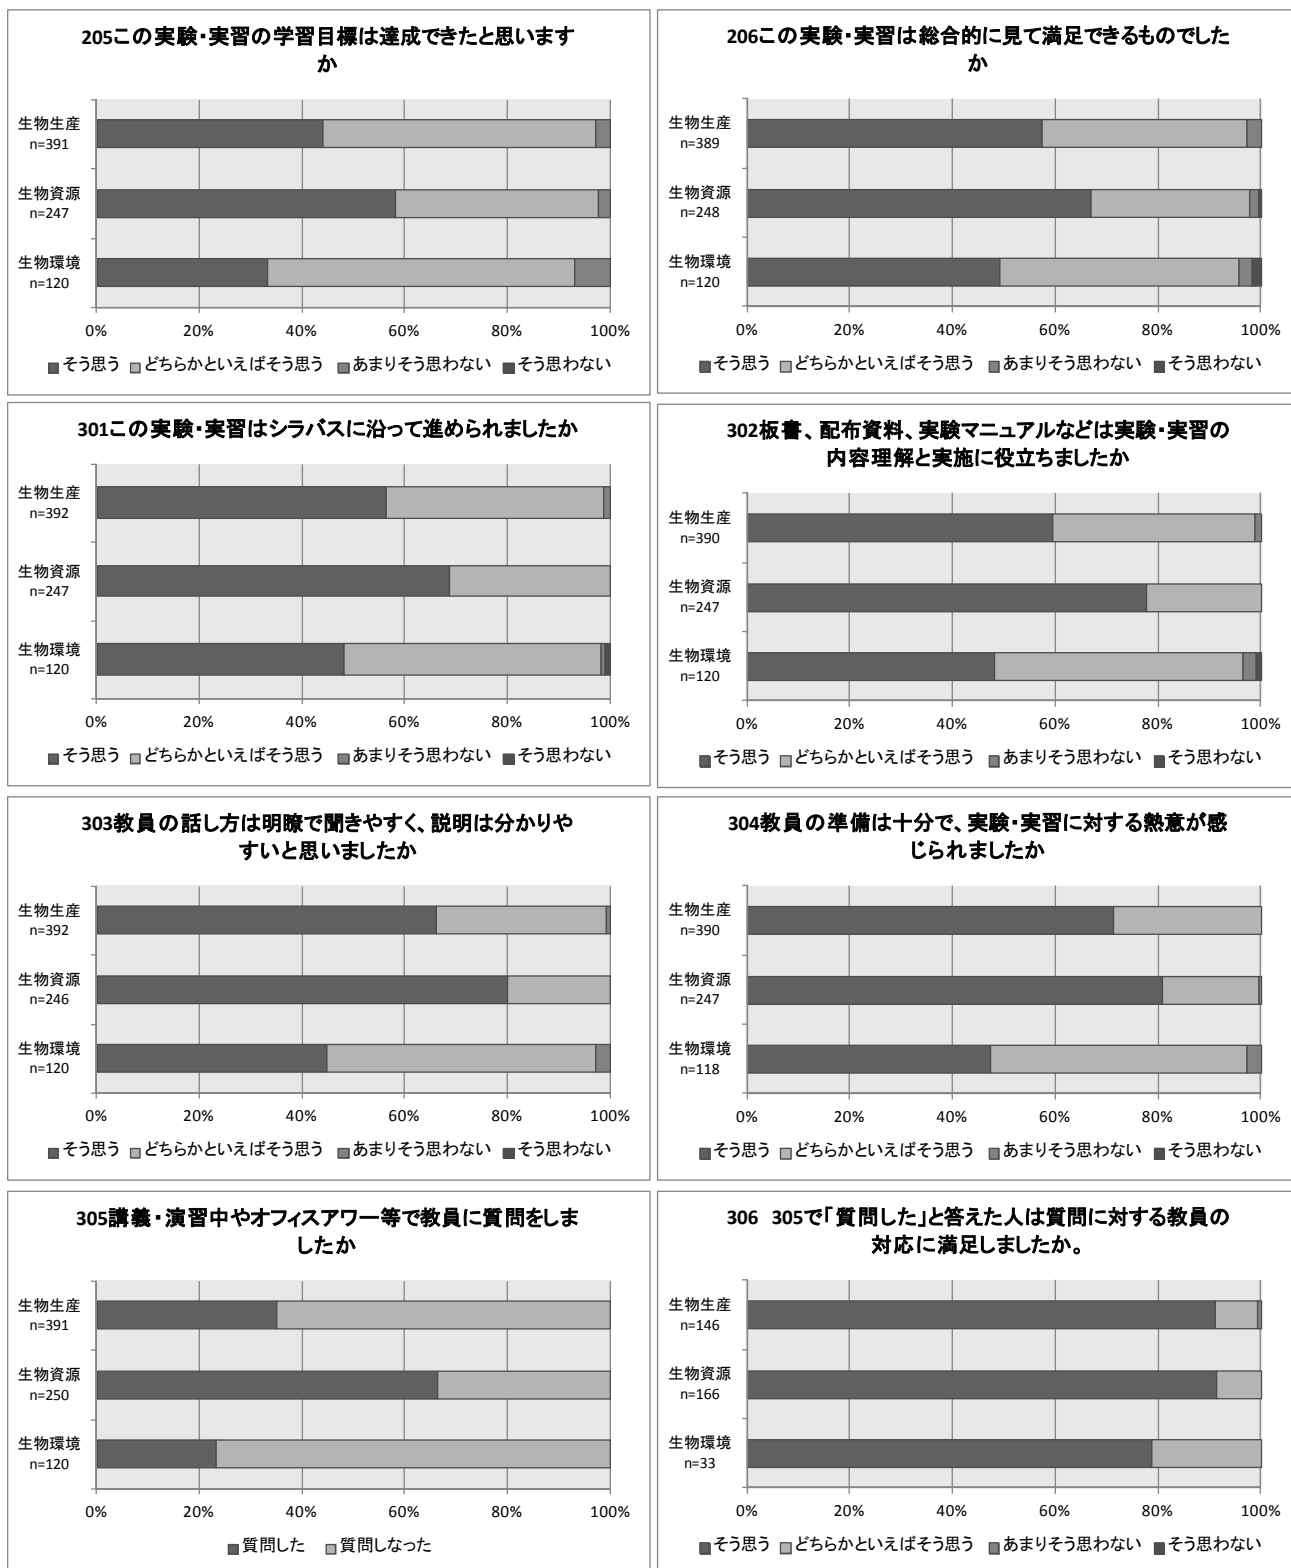 205この実験・実習の学習目標は達成できたと思います
か
生物生産
n=391
生物資源
n=247
生物環境
n=120
0% 20% 40% 60% 80% 100%
そう思う どちらかといえばそう思う あまりそう思わない そう思わない
206この実験・実習は総合的に見て満足できるものでした
か
生物生産
n=389
生物資源
n=248
生物環境
n=120
0% 20% 40% 60% 80% 100%
そう思う どちらかといえばそう思う あまりそう思わない そう思わない
301この実験・実習はシラバスに沿って進められましたか
生物生産
n=392
生物資源
n=247
生物環境
n=120
0% 20% 40% 60% 80% 100%
そう思う どちらかといえばそう思う あまりそう思わない そう思わない
302板書、配布資料、実験マニュアルなどは実験・実習の
内容理解と実施に役立ちましたか
生物生産
n=390
生物資源
n=247
生物環境
n=120
0% 20% 40% 60% 80% 100%
そう思う どちらかといえばそう思う あまりそう思わない そう思わない
303教員の話し方は明瞭で聞きやすく、説明は分かりや
すいと思いましたか
生物生産
n=392
生物資源
n=246
生物環境
n=120
0% 20% 40% 60% 80% 100%
そう思う どちらかといえばそう思う あまりそう思わない そう思わない
304教員の準備は十分で、実験・実習に対する熱意が感
じられましたか
生物生産
n=390
生物資源
n=247
生物環境
n=118
0% 20% 40% 60% 80% 100%
そう思う どちらかといえばそう思う あまりそう思わない そう思わない
305講義・演習中やオフィスアワー等で教員に質問をしま
したか
生物生産
n=391
生物資源
n=250
生物環境
n=120
0% 20% 40% 60% 80% 100%
質問した 質問しなった
306 305で「質問した」と答えた人は質問に対する教員の
対応に満足しましたか。
生物生産
n=146
生物資源
n=166
生物環境
n=33
0% 20% 40% 60% 80% 100%
そう思う どちらかといえばそう思う あまりそう思わない そう思わない